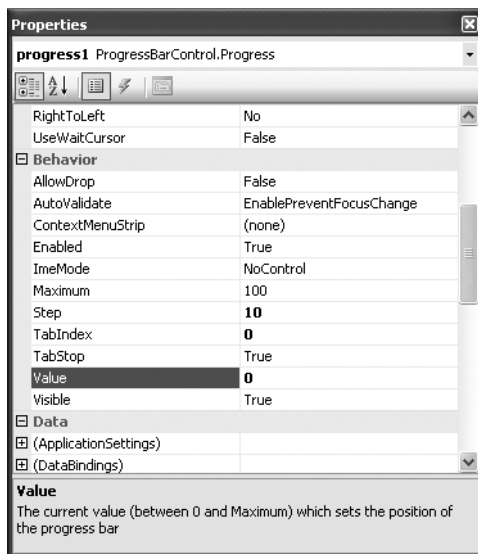 Properties
progress1 ProgressBarControl.Progress
RightToLeft No
UseWaitCursor False
Behavior
AllowDrop False
AutoValidate EnablePreventFocusChange
ContextMenuStrip (none)
Enabled True
ImeMode NoControl
Maximum 100
Step 10
TabIndex 0
TabStop True
Value 0
Visible True
Data
(ApplicationSettings)
(DataBindings)
Value
The current value (between 0 and Maximum) which sets the position of
the progress bar